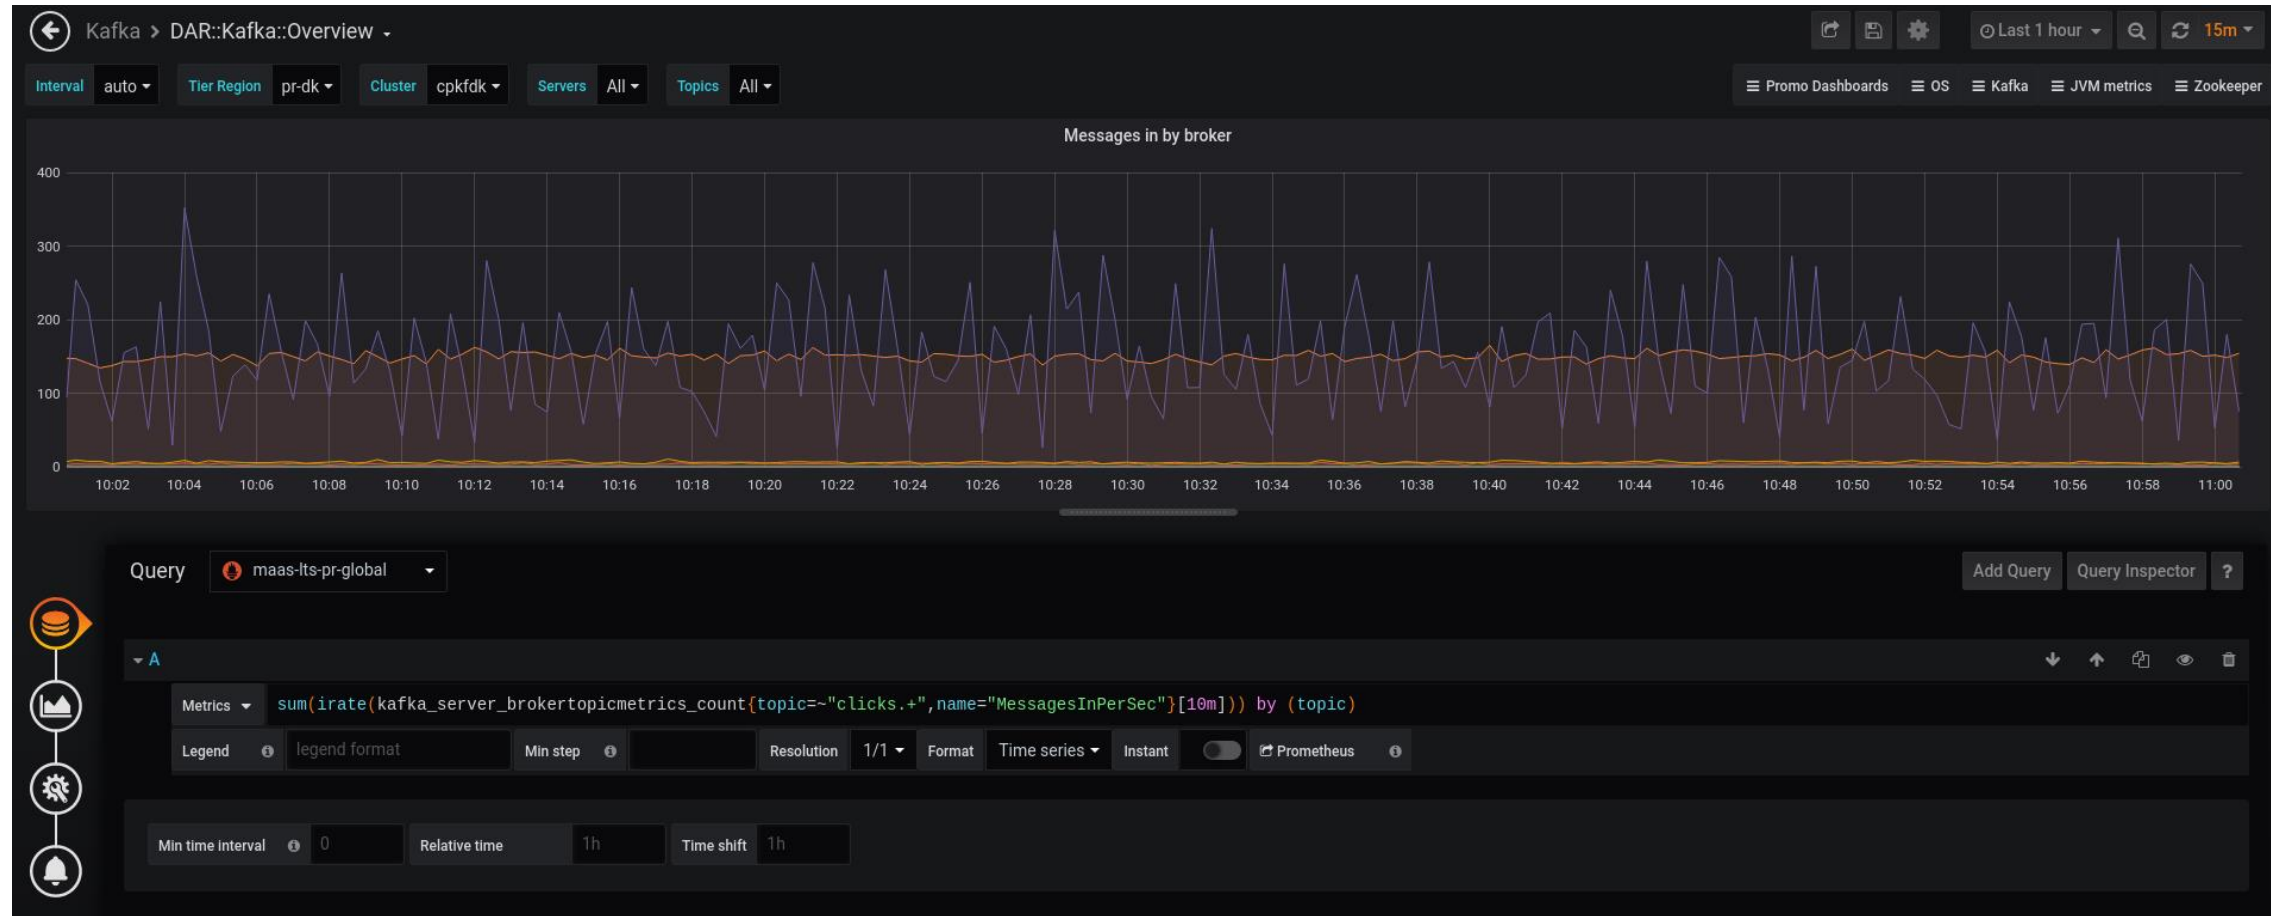 Kafka > DAR::Kafka::Overview
Last 1 hour 15m
Interval auto Tier Region pr-dk Cluster cpkfdk Servers All Topics All Promo Dashboards OS Kafka JVM metrics Zookeeper
Messages in by broker
400
300
200
100
0
10:02 10:04 10:06 10:08 10:10 10:12 10:14 10:16 10:18 10:20 10:22 10:24 10:26 10:28 10:30 10:32 10:34 10:36 10:38 10:40 10:42 10:44 10:46 10:48 10:50 10:52 10:54 10:56 10:58 11:00
Query maas-lts-pr-global Add Query Query Inspector ?
A
Metrics sum(irate(kafka_server_brokertopicmetrics_count{topic=~"clicks.+",name="MessagesInPerSec"}[10m])) by (topic)
Legend legend format Min step Resolution 1/1 Format Time series Instant Prometheus
Min time interval 0 Relative time 1h Time shift 1h